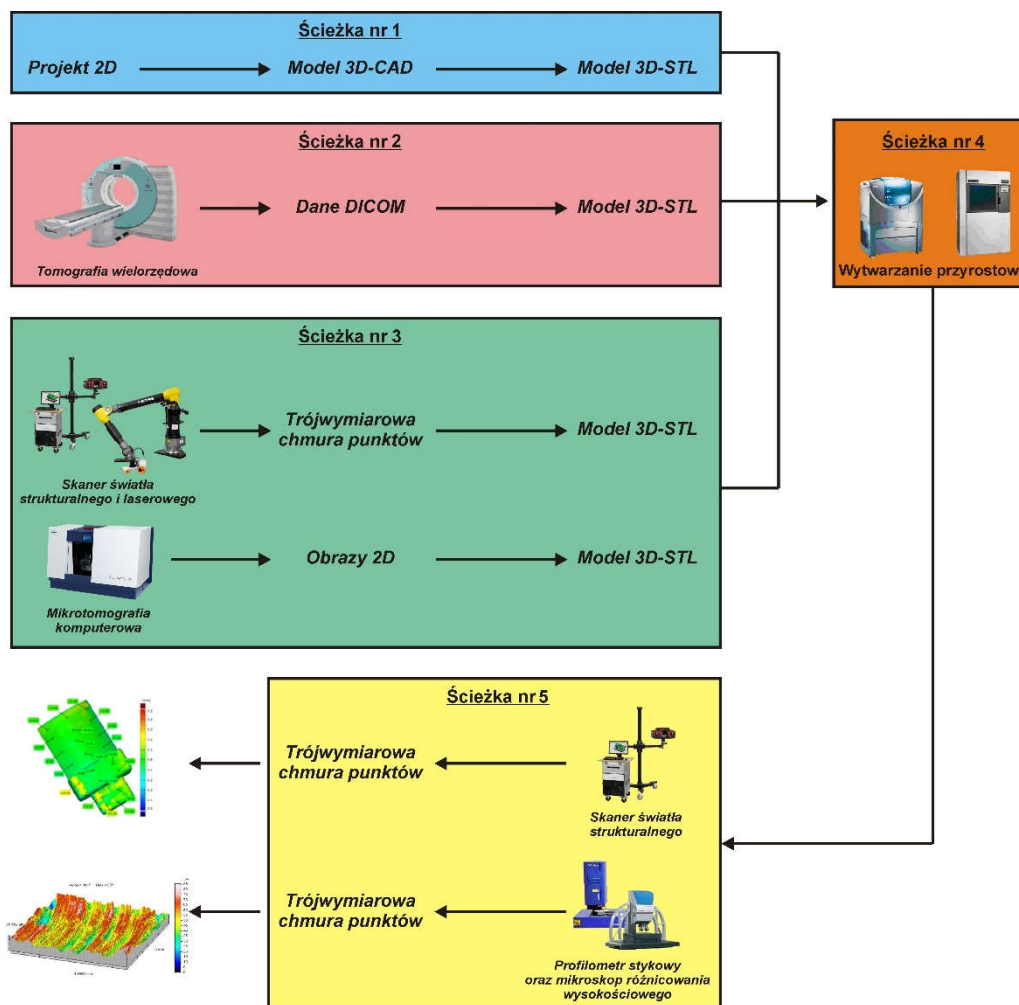 Ścieżka nr 1
Projekt 2D
Model 3D-CAD
Model 3D-STL
Ścieżka nr 2
Dane DICOM
Model 3D-STL
Tomografia wielorzędowa
Ścieżka nr 4
Wytwarzanie przyrostow
Ścieżka nr 3
Trójwymiarowa
chmura punktów
Model 3D-STL
Skaner światła
strukturalnego i laserowego
Obrazy 2D
Model 3D-STL
Mikrotomografia
komputerowa
Ścieżka nr 5
Trójwymiarowa
chmura punktów
Skaner światła
strukturalnego
Trójwymiarowa
chmura punktów
Profilometr stykowy
oraz mikroskop różnicowania
wysokościowego